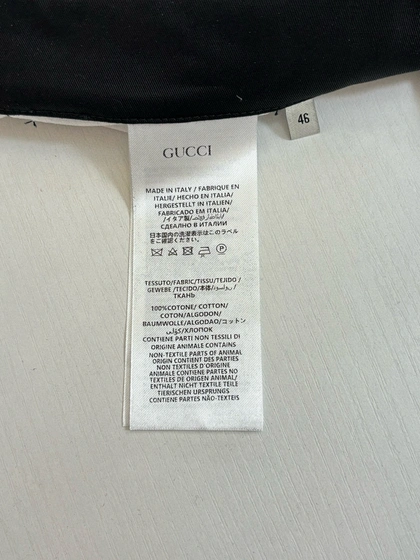 46
GUCCI
MADE IN ITALY / FABRIQUE EN
ITALIE/ HECHO EN ITALIA/
HERGESTELLT IN ITALIEN/
FABRICADO EM ITALIA/
/イタリア製/
СДЕЛАНО В ИТАЛИИ
日本国内の洗濯表示はこのラベル
をご確認ください
TESSUTO/FABRIC/TISSU/TEJIDO/
GEWEBE /TECIDO/本体/
ТКАНЬ
100%COTONE/ COTTON/
COTON/ALGODON/
BAUMWOLLE/ALGODAO/コットン
/ХЛОПОК
CONTIENE PARTI NON TESSILI DI
ORIGINE ANIMALE CONTAINS
NON-TEXTILE PARTS OF ANIMAL
ORIGIN CONTIENT DES PARTIES
NON TEXTILES D'ORIGINE
ANIMALE CONTIENE PARTES NO
TEXTILES DE ORIGEN ANIMAL/
ENTHALT NICHT TEXTILE TEILE
TIERISCHEN URSPRUNGS
CONTIENE PARTES NÃO-TEXTEIS